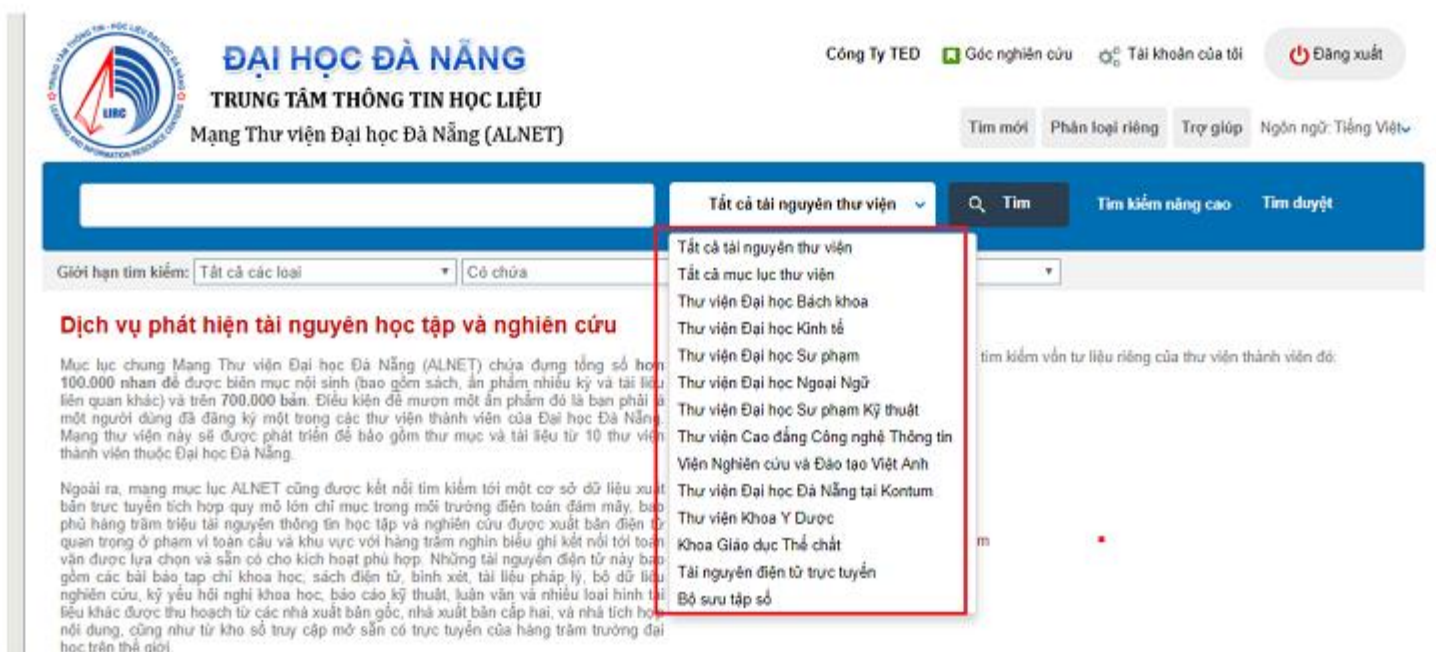 ĐẠI HỌC ĐÀ NẴNG
TRUNG TÂM THÔNG TIN HỌC LIỆU
Mạng Thư viện Đại học Đà Nẵng (ALNET)
LIRC
Công Ty TED Góc nghiên cứu Tài khoản của tôi Đăng xuất
Tìm mới Phân loại riêng Trợ giúp Ngôn ngữ: Tiếng Việt
Tất cả tài nguyên thư viện Tìm Tìm kiếm nâng cao Tìm duyệt
Giới hạn tìm kiếm: Tất cả các loại Có chứa
Tất cả tài nguyên thư viện
Tất cả mục lục thư viện
Thư viện Đại học Bách khoa
Thư viện Đại học Kinh tế
Thư viện Đại học Sư phạm
Thư viện Đại học Ngoại Ngữ
Thư viện Đại học Sư phạm Kỹ thuật
Thư viện Cao đẳng Công nghệ Thông tin
Viện Nghiên cứu và Đào tạo Việt Anh
Thư viện Đại học Đà Nẵng tại Kontum
Thư viện Khoa Y Dược
Khoa Giáo dục Thể chất
Tài nguyên điện tử trực tuyến
Bộ sưu tập số
Dịch vụ phát hiện tài nguyên học tập và nghiên cứu
Mục lục chung Mạng Thư viện Đại học Đà Nẵng (ALNET) chứa đựng tổng số hơn
100.000 nhan đề được biên mục nội sinh (bao gồm sách, ấn phẩm nhiều kỳ và tài liệu
liên quan khác) và trên 700.000 bản. Điều kiện để mượn một ấn phẩm đó là bạn phải là
một người dùng đã đăng ký một trong các thư viện thành viên của Đại học Đà Nẵng.
Mạng thư viện này sẽ được phát triển để bảo gồm thư mục và tài liệu từ 10 thư viện
thành viên thuộc Đại học Đà Nẵng.
Ngoài ra, mạng mục lục ALNET cũng được kết nối tìm kiếm tới một cơ sở dữ liệu xuất
bản trực tuyến tích hợp quy mô lớn chỉ mục trong môi trường điện toán đám mây, bao
phủ hàng trăm triệu tài nguyên thông tin học tập và nghiên cứu được xuất bản điện tử
quan trọng ở phạm vi toàn cầu và khu vực với hàng trăm nghìn biểu ghi kết nối tới toàn
văn được lựa chọn và sẵn có cho kích hoạt phù hợp. Những tài nguyên điện tử này bao
gồm các bài báo tạp chí khoa học, sách điện tử, bình xét, tài liệu pháp lý, bộ dữ liệu
nghiên cứu, kỷ yếu hội nghị khoa học, báo cáo kỹ thuật, luận văn và nhiều loại hình tài
liệu khác được thu hoạch từ các nhà xuất bản gốc, nhà xuất bản cấp hai, và nhà tích hợp
nội dung, cũng như từ kho số truy cập mở sẵn có trực tuyến của hàng trăm trường đại
học trên thế giới.
tìm kiếm vốn tư liệu riêng của thư viện thành viên đó:
m